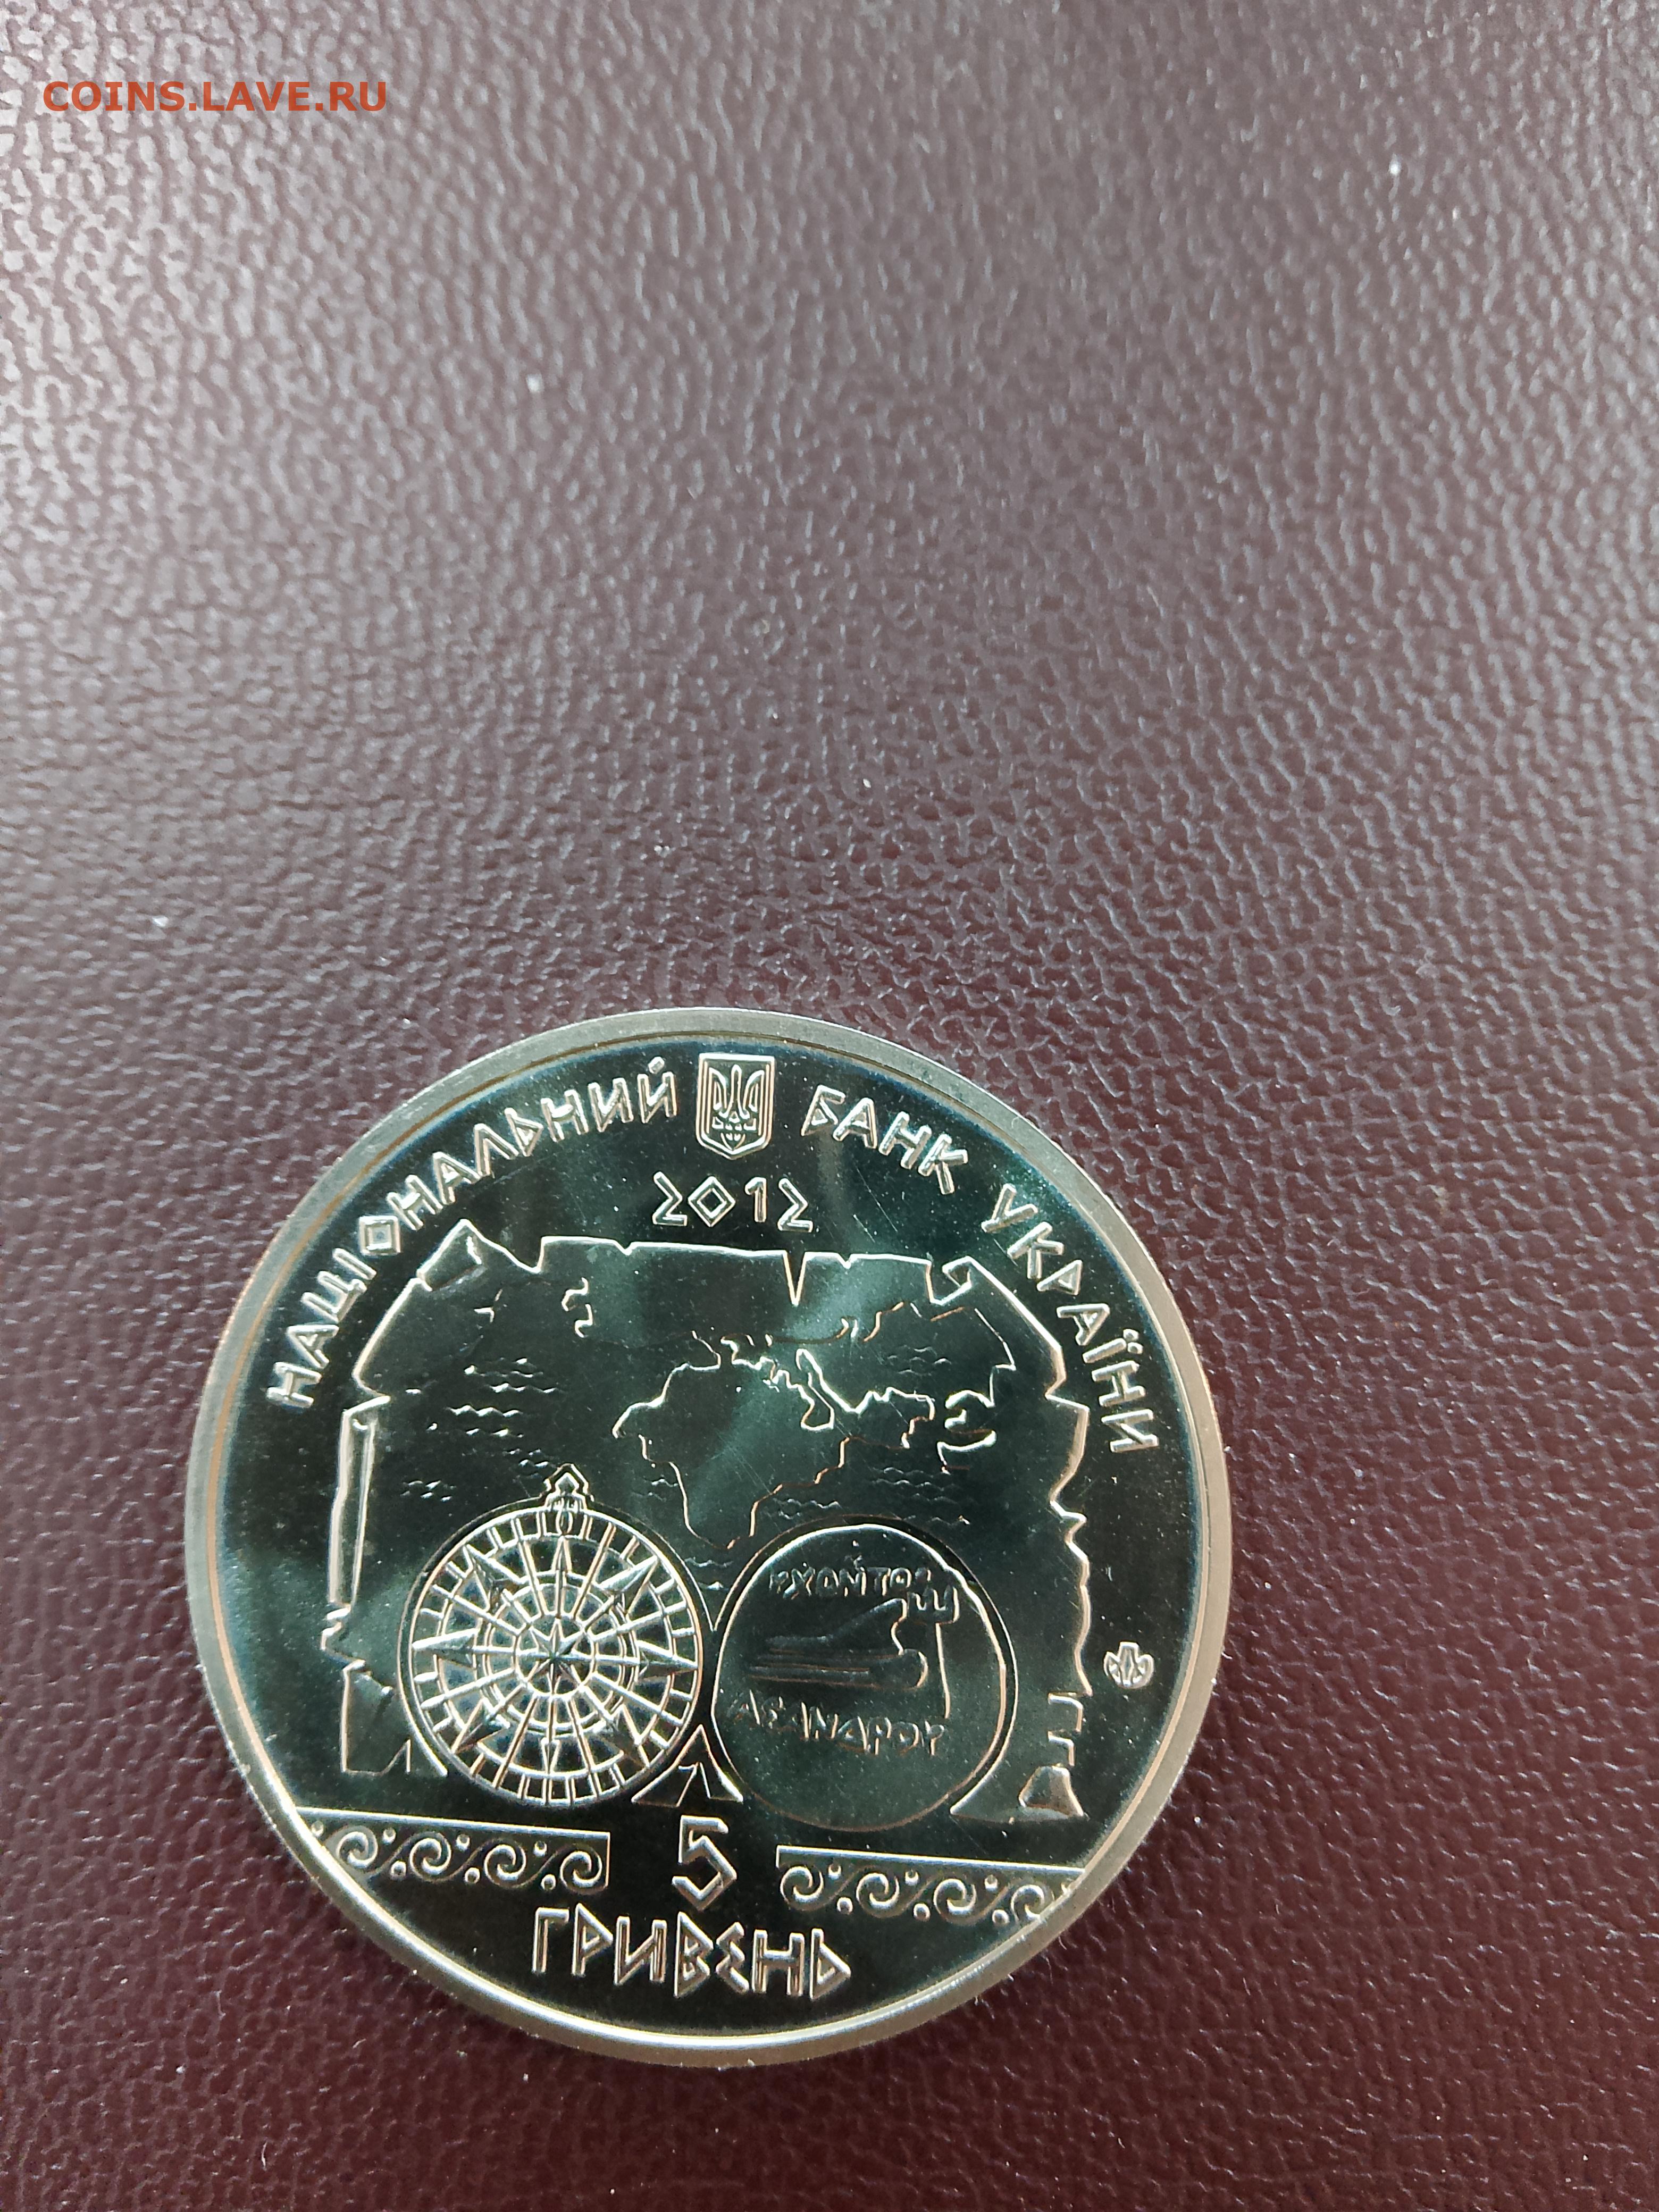 COINS.LAVE.RU
НАЦІОНАЛЬНИЙ БАНК УКРАЇНИ
2012
5
ГРИВЕНЬ